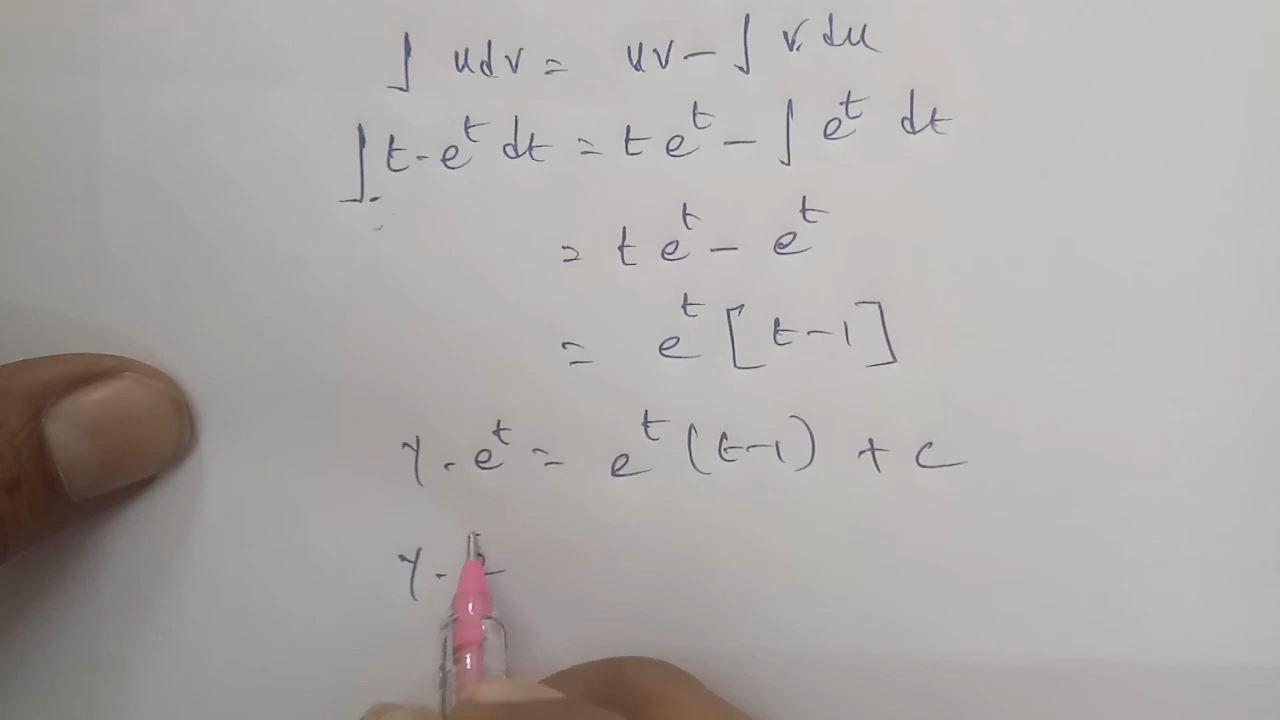 ∫ u dv = uv - ∫ v du
∫ t · e^t dt = t e^t - ∫ e^t dt
= t e^t - e^t
= e^t [t-1]
y · e^t = e^t (t-1) + c
y ·